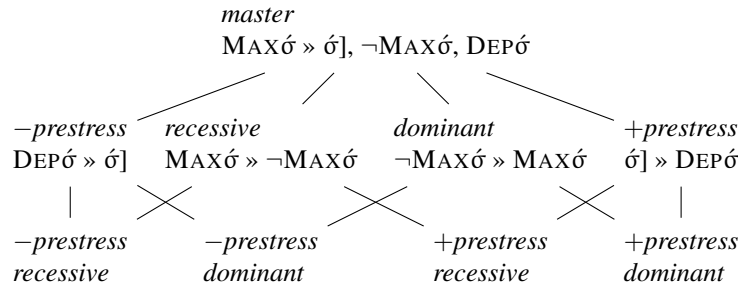 master
MAXσ́ » σ́], ¬MAXσ́, DEPσ́
−prestress recessive dominant +prestress
DEPσ́ » σ́] MAXσ́ » ¬MAXσ́ ¬MAXσ́ » MAXσ́ σ́] » DEPσ́
−prestress −prestress +prestress +prestress
recessive dominant recessive dominant